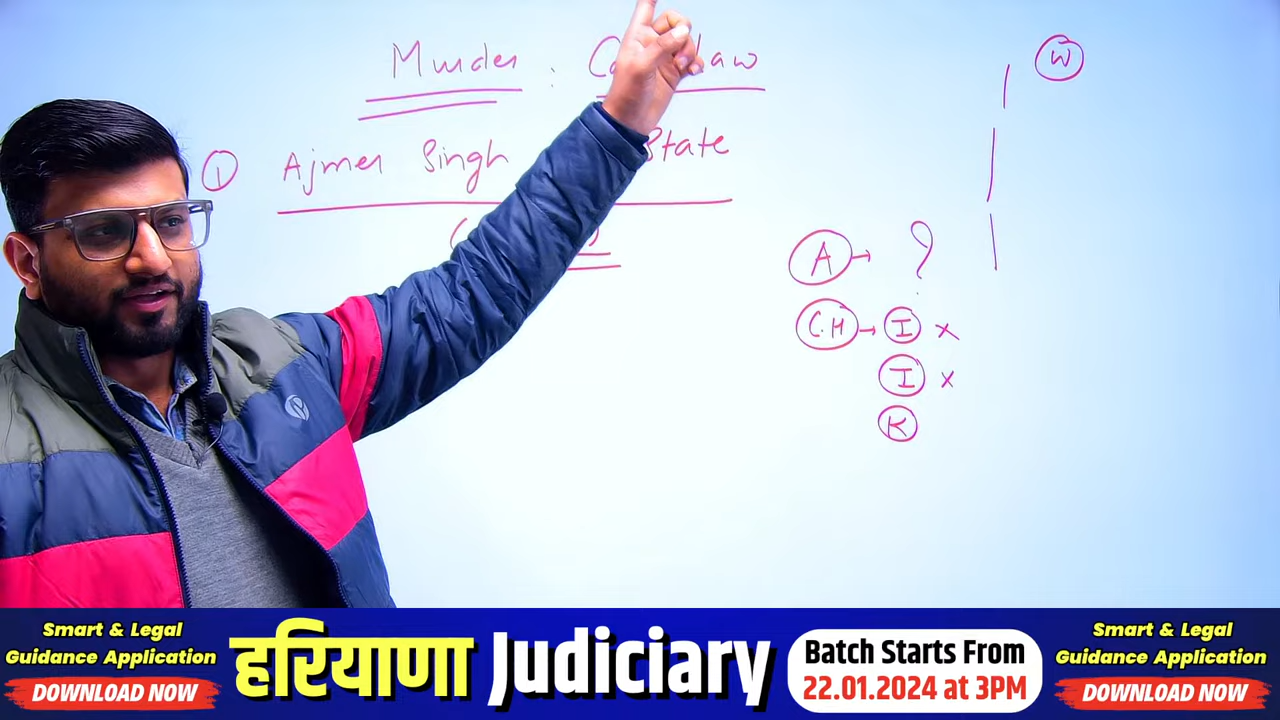 Murder : law
① Ajmer Singh State
W
A → ?
C.H → I ×
I ×
K
Smart & Legal
Guidance Application
DOWNLOAD NOW
हरियाणा Judiciary
Batch Starts From
22.01.2024 at 3PM
Smart & Legal
Guidance Application
DOWNLOAD NOW